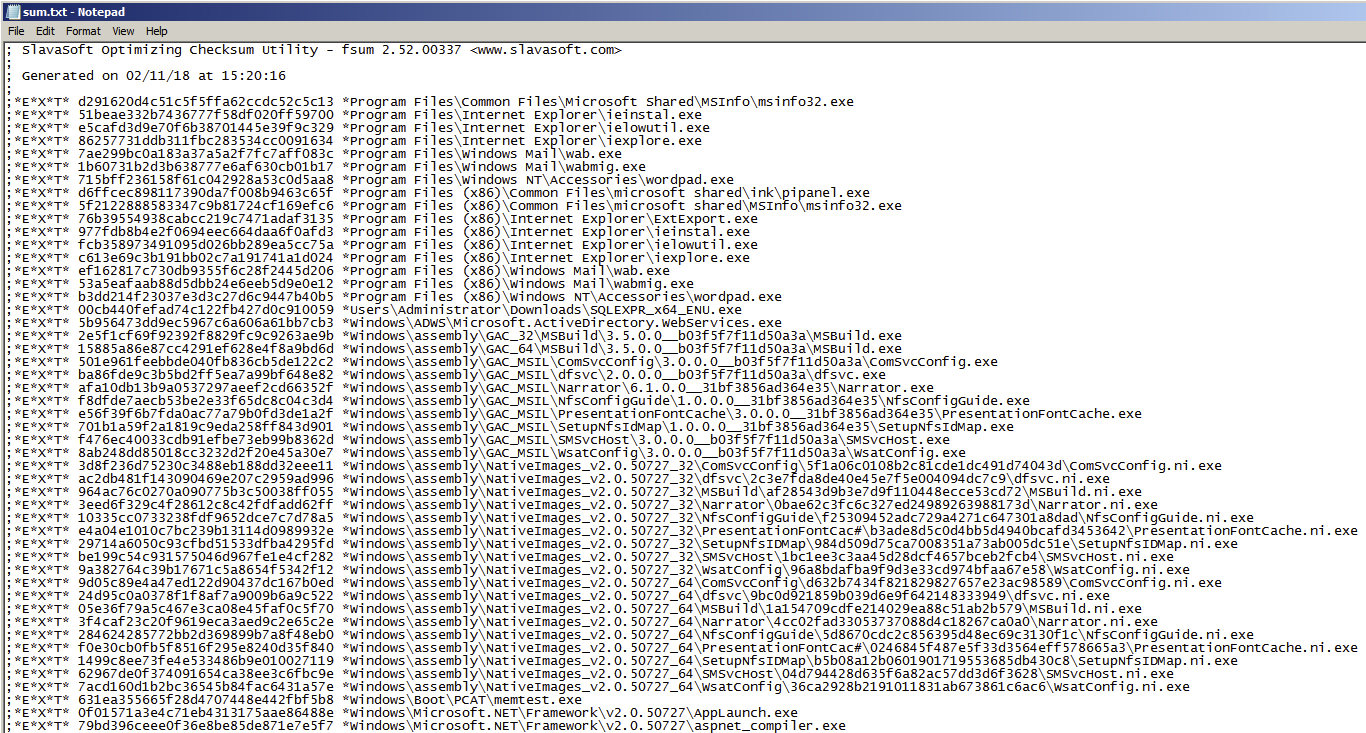 sum.txt - Notepad
File Edit Format View Help
; SlavaSoft Optimizing Checksum Utility - fsum 2.52.00337 <www.slavasoft.com>
;
; Generated on 02/11/18 at 15:20:16
;
;*E*X*T* d291620d4c51c5f5ffa62ccdc52c5c13 *Program Files\Common Files\Microsoft Shared\MSInfo\msinfo32.exe
;*E*X*T* 51beae332b7436777f58df020ff59700 *Program Files\Internet Explorer\ieinstal.exe
;*E*X*T* e5cafd3d9e70f6b38701445e39f9c329 *Program Files\Internet Explorer\ielowutil.exe
;*E*X*T* 86257731ddb311fbc283534cc0091634 *Program Files\Internet Explorer\iexplore.exe
;*E*X*T* 7ae299bc0a183a37a5a2f7fc7aff083c *Program Files\Windows Mail\wab.exe
;*E*X*T* 1b60731b2d3b638777e6af630cb01b17 *Program Files\Windows Mail\wabmig.exe
;*E*X*T* 715bff236158f61c042928a53c0d5aa8 *Program Files\Windows NT\Accessories\wordpad.exe
;*E*X*T* d6ffcec898117390da7f008b9463c65f *Program Files (x86)\Common Files\microsoft shared\ink\pipanel.exe
;*E*X*T* 5f2122888583347c9b81724cf169efc6 *Program Files (x86)\Common Files\microsoft shared\MSInfo\msinfo32.exe
;*E*X*T* 76b39554938cabcc219c7471adaf3135 *Program Files (x86)\Internet Explorer\ExtExport.exe
;*E*X*T* 977fdb8b4e2f0694eec664daa6f0afd3 *Program Files (x86)\Internet Explorer\ieinstal.exe
;*E*X*T* fcb358973491095d026bb289ea5cc75a *Program Files (x86)\Internet Explorer\ielowutil.exe
;*E*X*T* c613e69c3b191bb02c7a191741a1d024 *Program Files (x86)\Internet Explorer\iexplore.exe
;*E*X*T* ef162817c730db9355f6c28f2445d206 *Program Files (x86)\Windows Mail\wab.exe
;*E*X*T* 53a5eafaab88d5dbb24e6eeb5d9e0e12 *Program Files (x86)\Windows Mail\wabmig.exe
;*E*X*T* b3dd214f23037e3d3c27d6c9447b40b5 *Program Files (x86)\Windows NT\Accessories\wordpad.exe
;*E*X*T* 00cb440fefad74c122fb427d0c910059 *Users\Administrator\Downloads\SQLEXPR_x64_ENU.exe
;*E*X*T* 5b956473dd9ec5967c6a606a61bb7cb3 *Windows\ADWS\Microsoft.ActiveDirectory.WebServices.exe
;*E*X*T* 2e5f1cf69f92392f8829fc9c9263ae9b *Windows\assembly\GAC_32\MSBuild\3.5.0.0__b03f5f7f11d50a3a\MSBuild.exe
;*E*X*T* 15885a86e87cc4291ef628e4f8a9bd6d *Windows\assembly\GAC_64\MSBuild\3.5.0.0__b03f5f7f11d50a3a\MSBuild.exe
;*E*X*T* 501e961feebbde040fb836cb5de122c2 *Windows\assembly\GAC_MSIL\ComSvcConfig\3.0.0.0__b03f5f7f11d50a3a\ComSvcConfig.exe
;*E*X*T* ba86fde9c3b5bd2ff5ea7a99bf648e82 *Windows\assembly\GAC_MSIL\dfsvc\2.0.0.0__b03f5f7f11d50a3a\dfsvc.exe
;*E*X*T* afa10db13b9a0537297aeef2cd66352f *Windows\assembly\GAC_MSIL\Narrator\6.1.0.0__31bf3856ad364e35\Narrator.exe
;*E*X*T* f8dfde7aecb53be2e33f65dc8c04c3d4 *Windows\assembly\GAC_MSIL\NfsConfigGuide\1.0.0.0__31bf3856ad364e35\NfsConfigGuide.exe
;*E*X*T* e56f39f6b7fda0ac77a79b0fd3de1a2f *Windows\assembly\GAC_MSIL\PresentationFontCache\3.0.0.0__31bf3856ad364e35\PresentationFontCache.exe
;*E*X*T* 701b1a59f2a1819c9eda258ff843d901 *Windows\assembly\GAC_MSIL\SetupNfsIdMap\1.0.0.0__31bf3856ad364e35\SetupNfsIdMap.exe
;*E*X*T* f476ec40033cdb91efbe73eb99b8362d *Windows\assembly\GAC_MSIL\SMSvcHost\3.0.0.0__b03f5f7f11d50a3a\SMSvcHost.exe
;*E*X*T* 8ab248dd85018cc3232d2f20e45a30e7 *Windows\assembly\GAC_MSIL\WsatConfig\3.0.0.0__b03f5f7f11d50a3a\WsatConfig.exe
;*E*X*T* 3d8f236d75230c3488eb188dd32eee11 *Windows\assembly\NativeImages_v2.0.50727_32\ComSvcConfig\5f1a06c0108b2c81cde1dc491d74043d\ComSvcConfig.ni.exe
;*E*X*T* ac2db481f143090469e207c2959ad996 *Windows\assembly\NativeImages_v2.0.50727_32\dfsvc\2c3e7fda8de40e45e7f5e004094dc7c9\dfsvc.ni.exe
;*E*X*T* 964ac76c0270a090775b3c50038ff055 *Windows\assembly\NativeImages_v2.0.50727_32\MSBuild\af28543d9b3e7d9f110448ecce53cd72\MSBuild.ni.exe
;*E*X*T* 3eed6f329c4f28612c8c42fdfadd62ff *Windows\assembly\NativeImages_v2.0.50727_32\Narrator\0bae62c3fc6c327ed24989263988173d\Narrator.ni.exe
;*E*X*T* 10335cc0733238fdf9652dce7c7d78a5 *Windows\assembly\NativeImages_v2.0.50727_32\NfsConfigGuide\f25309452adc729a4271c647301a8dad\NfsConfigGuide.ni.exe
;*E*X*T* e4a04e1010c7bc239b13114d0989932e *Windows\assembly\NativeImages_v2.0.50727_32\PresentationFontCac#\b3ade8d5c0d4bb5d4940bcafd3453642\PresentationFontCache.ni.exe
;*E*X*T* 29714a6050c93cfbd51533dfba4295fd *Windows\assembly\NativeImages_v2.0.50727_32\SetupNfsIDMap\984d509d75ca7008351a73ab005dc51e\SetupNfsIDMap.ni.exe
;*E*X*T* be199c54c931575046d967fe1e4cf282 *Windows\assembly\NativeImages_v2.0.50727_32\SMSvcHost\1bc1ee3c3aa45d28dcf4657bceb2fcb4\SMSvcHost.ni.exe
;*E*X*T* 9a382764c39b17671c5a8654f5342f12 *Windows\assembly\NativeImages_v2.0.50727_32\WsatConfig\96a8bdafba9f9d3e33cd974bfaa67e58\WsatConfig.ni.exe
;*E*X*T* 9d05c89e4a47ed122d90437dc167b0ed *Windows\assembly\NativeImages_v2.0.50727_64\ComSvcConfig\d632b7434f821829827657e23ac98589\ComSvcConfig.ni.exe
;*E*X*T* 24d95c0a0378f1f8af7a9009b6a9c522 *Windows\assembly\NativeImages_v2.0.50727_64\dfsvc\9bc0d921859b039d6e9f642148333949\dfsvc.ni.exe
;*E*X*T* 05e36f79a5c467e3ca08e45faf0c5f70 *Windows\assembly\NativeImages_v2.0.50727_64\MSBuild\1a154709cdfe214029ea88c51ab2b579\MSBuild.ni.exe
;*E*X*T* 3f4caf23c20f9619eca3aed9c2e65c2e *Windows\assembly\NativeImages_v2.0.50727_64\Narrator\4cc02fad33053737088d4c18267ca0a0\Narrator.ni.exe
;*E*X*T* 284624285772bb2d369899b7a8f48eb0 *Windows\assembly\NativeImages_v2.0.50727_64\NfsConfigGuide\5d8670cdc2c856395d48ec69c3130f1c\NfsConfigGuide.ni.exe
;*E*X*T* f0e30cb0fb5f8516f295e8240d35f840 *Windows\assembly\NativeImages_v2.0.50727_64\PresentationFontCac#\0246845f487e5f33d3564eff578665a3\PresentationFontCache.ni.exe
;*E*X*T* 1499c8ee73fe4e533486b9e010027119 *Windows\assembly\NativeImages_v2.0.50727_64\SetupNfsIDMap\b5b08a12b0601901719553685db430c8\SetupNfsIDMap.ni.exe
;*E*X*T* 62967de0f374091654ca38ee3c6fbc9e *Windows\assembly\NativeImages_v2.0.50727_64\SMSvcHost\04d794428d635f6a82ac57dd3d6f3628\SMSvcHost.ni.exe
;*E*X*T* 7acd160d1b2bc36545b84fac6431a57e *Windows\assembly\NativeImages_v2.0.50727_64\WsatConfig\36ca2928b2191011831ab673861c6ac6\WsatConfig.ni.exe
;*E*X*T* 631ea355665f28d4707448e442fbf5b8 *Windows\Boot\PCAT\memtest.exe
;*E*X*T* 0f01571a3e4c71eb4313175aae86488e *Windows\Microsoft.NET\Framework\v2.0.50727\AppLaunch.exe
;*E*X*T* 79bd396ceee0f36e8be85de871e7e5f7 *Windows\Microsoft.NET\Framework\v2.0.50727\aspnet_compiler.exe